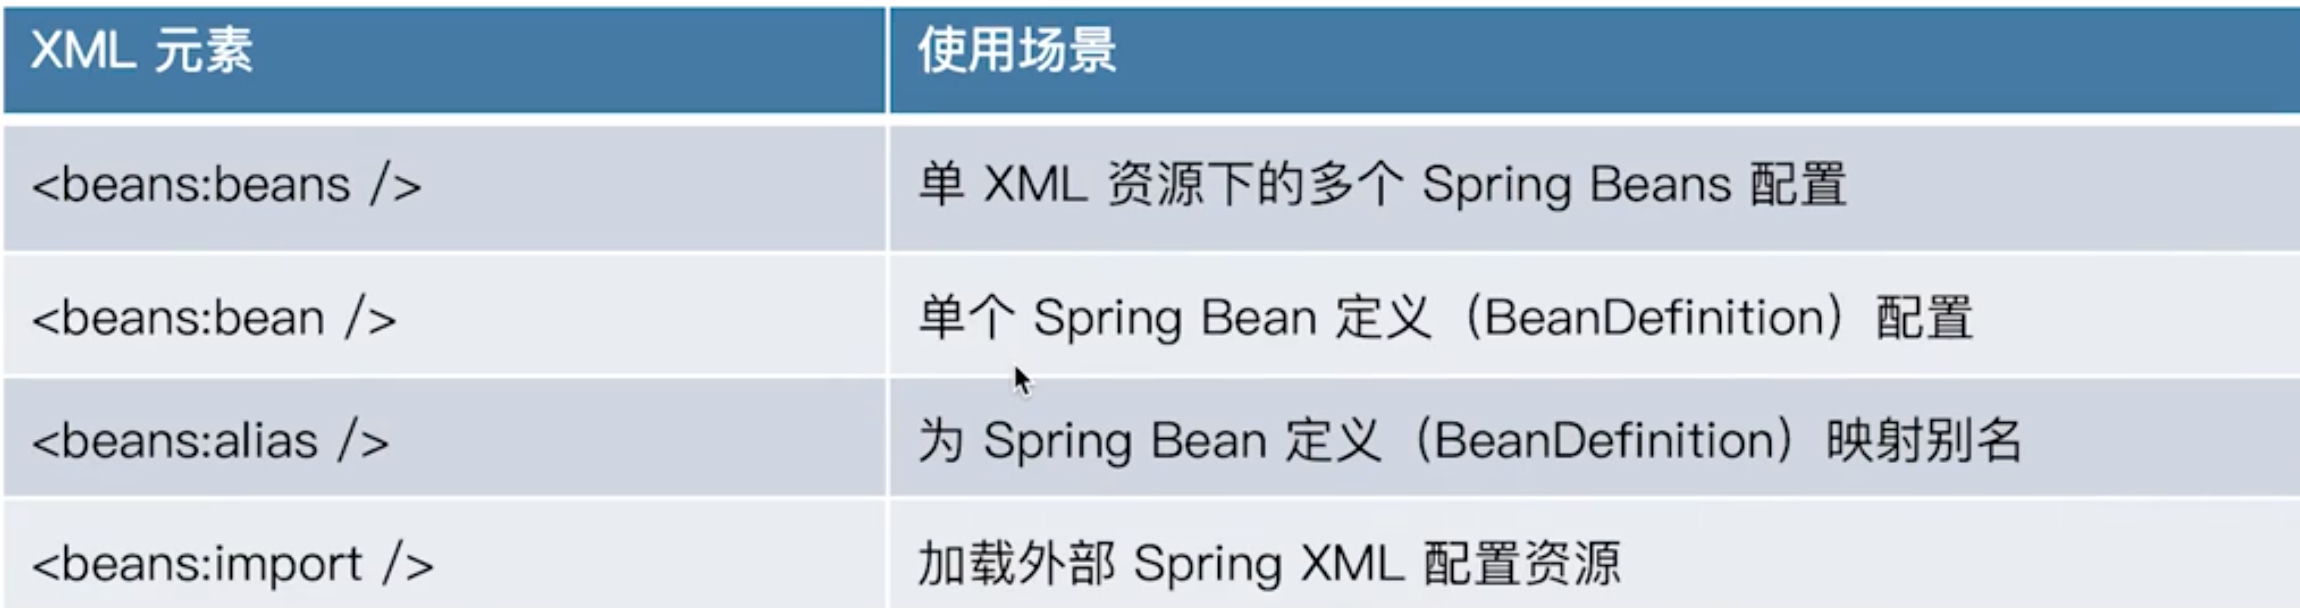 XML 元素
使用场景
<beans:beans />
单 XML 资源下的多个 Spring Beans 配置
<beans:bean />
单个 Spring Bean 定义（BeanDefinition）配置
<beans:alias />
为 Spring Bean 定义（BeanDefinition）映射别名
<beans:import />
加载外部 Spring XML 配置资源